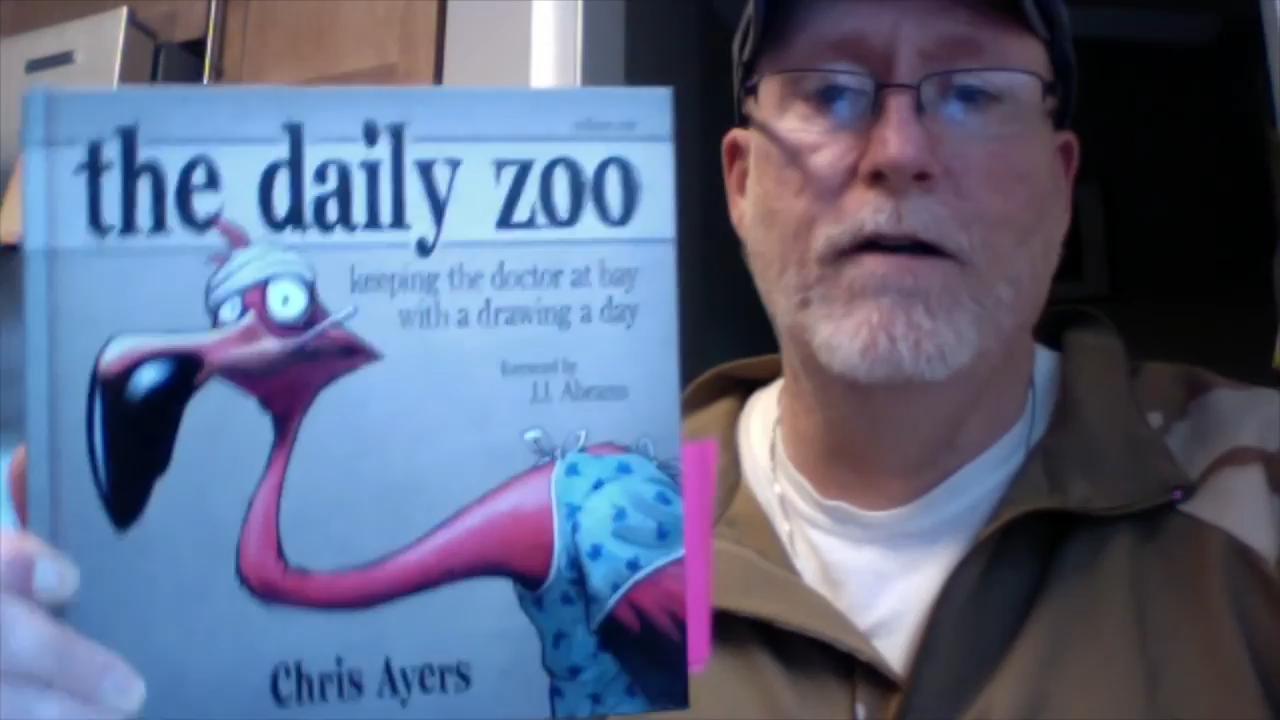 the daily zoo
keeping the doctor at bay
with a drawing a day
foreword by
J.J. Abrams
Chris Ayers